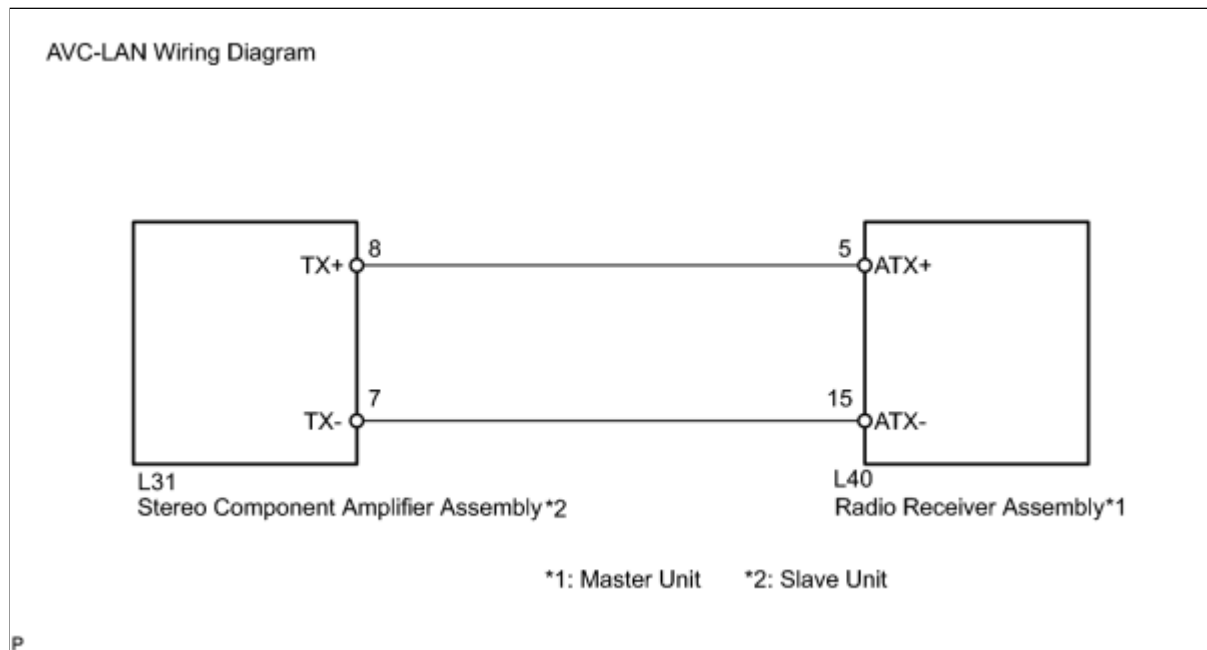 AVC-LAN Wiring Diagram
8
5
TX+
ATX+
7
15
TX-
ATX-
L31
L40
Stereo Component Amplifier Assembly*2
Radio Receiver Assembly*1
*1: Master Unit *2: Slave Unit
P